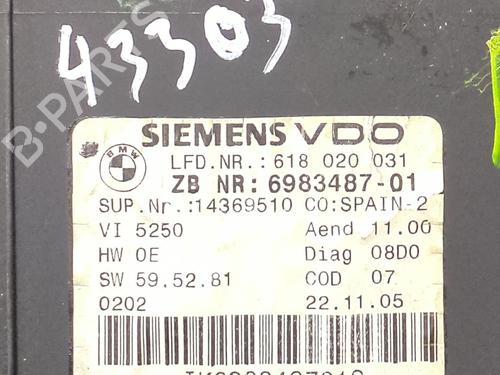 43303
B-PARTS
BMW
SIEMENS VDO
LFD.NR.:618 020 031
ZB NR: 6983487-01
SUP.Nr.:14369510 CO:SPAIN-2
VI 5250 Aend 11.00
HW 0E Diag 08D0
SW 59.52.81 COD 07
0202 22.11.05